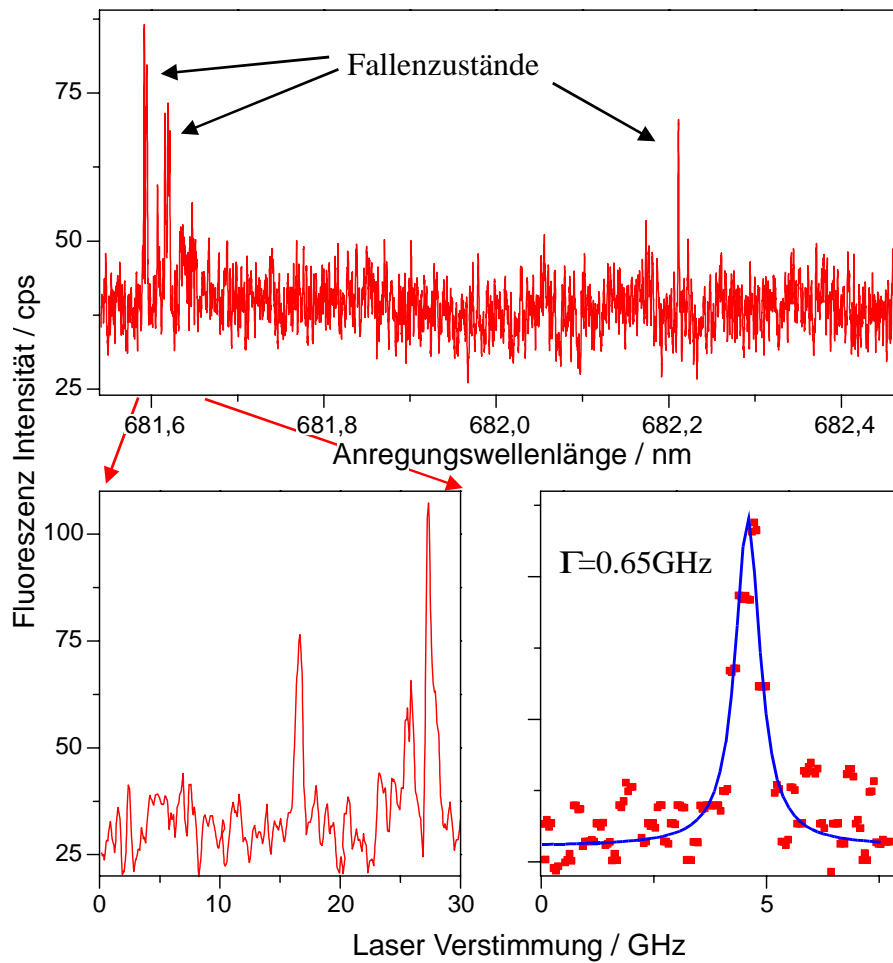 Fallenzustände
75
50
25
681,6 681,8 682,0 682,2 682,4
Anregungswellenlänge / nm
Fluoreszenz Intensität / cps
100
75
50
25
0 10 20 30
Γ=0.65GHz
0 5
Laser Verstimmung / GHz